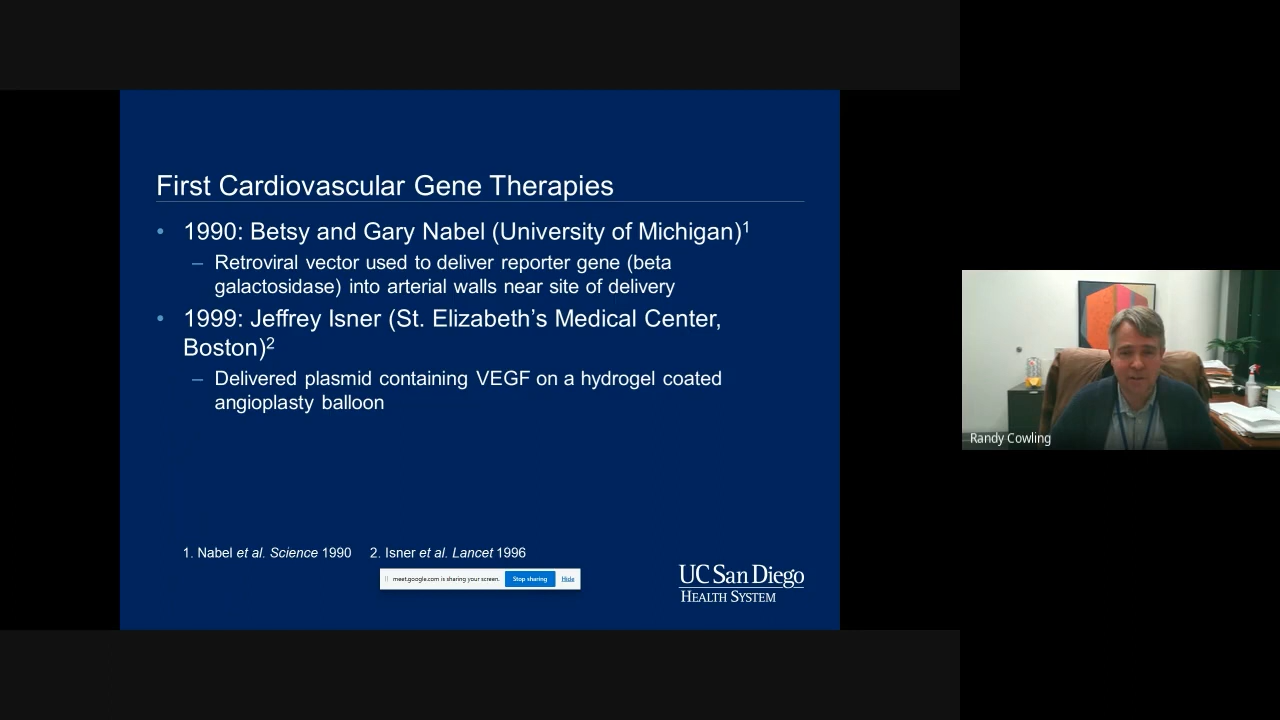 First Cardiovascular Gene Therapies
• 1990: Betsy and Gary Nabel (University of Michigan)1
– Retroviral vector used to deliver reporter gene (beta
galactosidase) into arterial walls near site of delivery
• 1999: Jeffrey Isner (St. Elizabeth’s Medical Center,
Boston)2
– Delivered plasmid containing VEGF on a hydrogel coated
angioplasty balloon
1. Nabel et al. Science 1990 2. Isner et al. Lancet 1996
meet.google.com is sharing your screen. Stop sharing Hide
UC San Diego
HEALTH SYSTEM
Randy Cowling